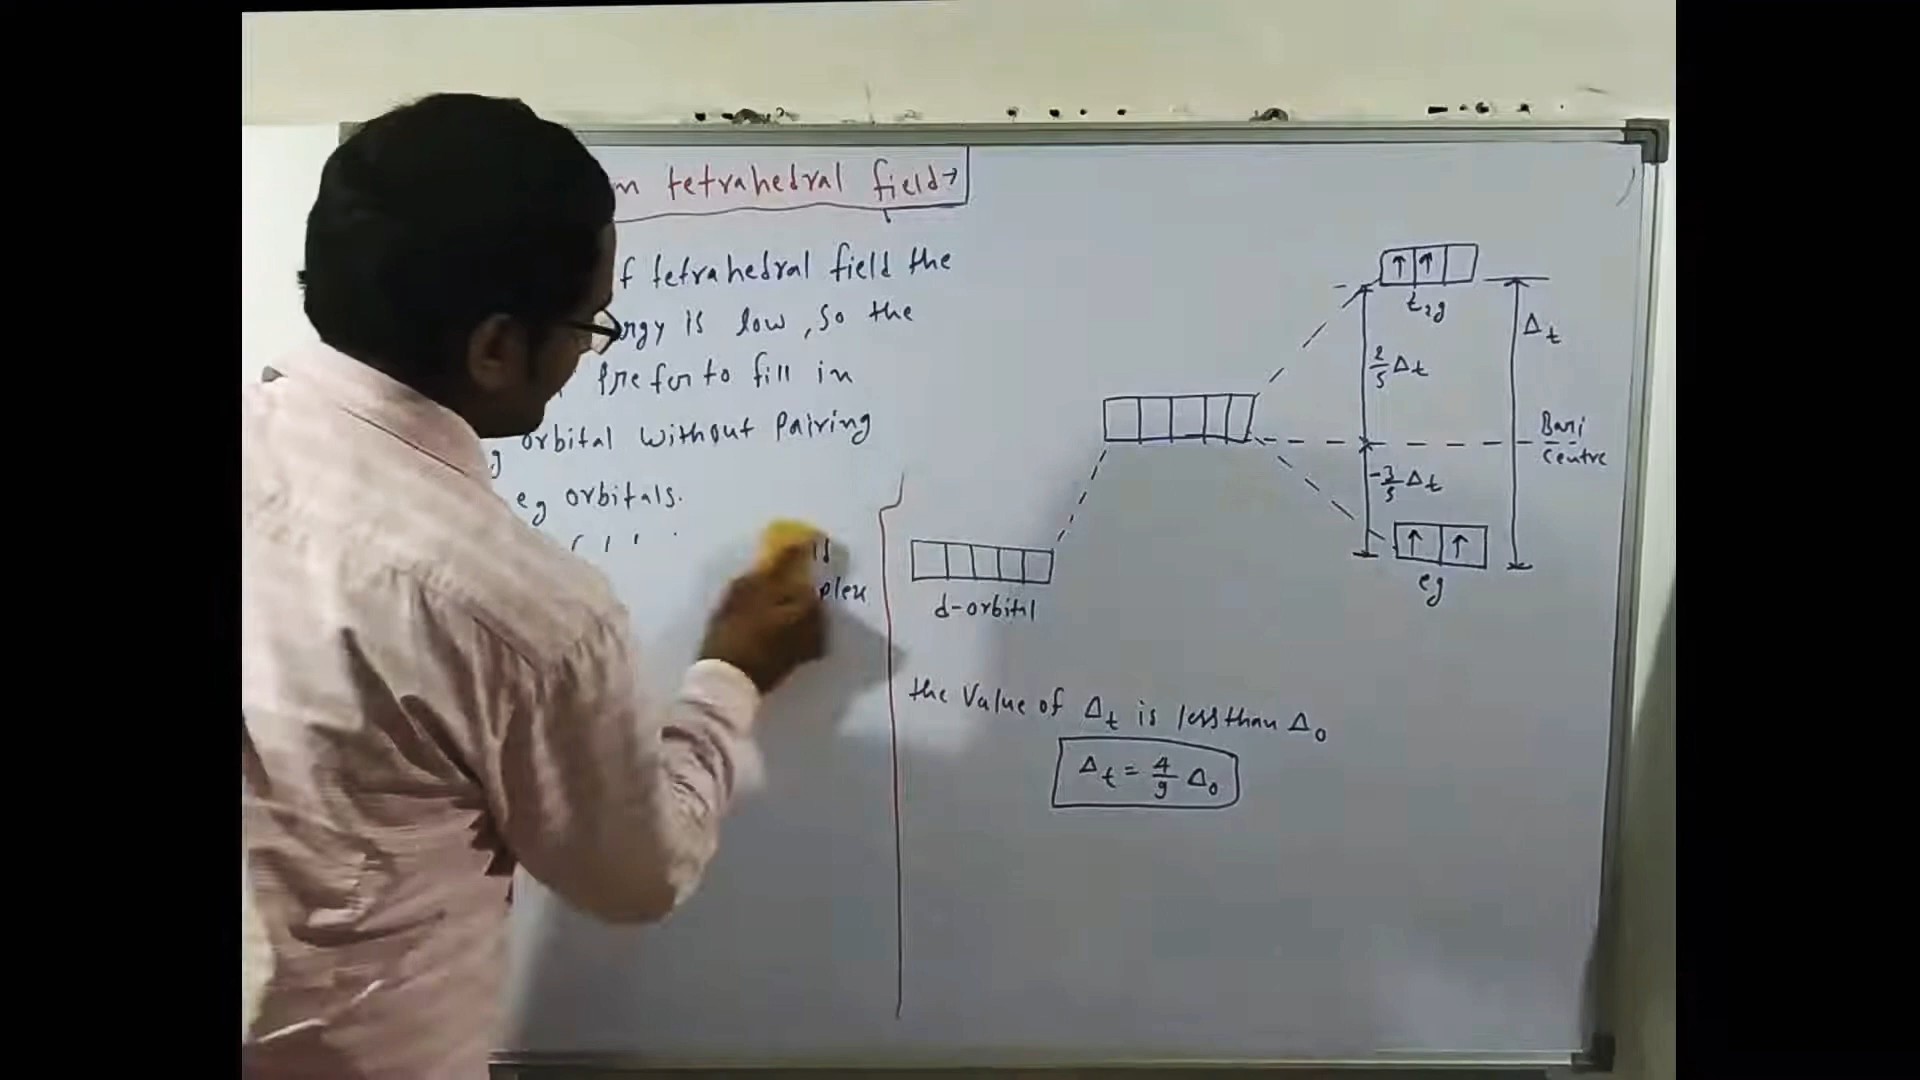 tetrahedral field→
tetrahedral field the
is low, so the
Prefer to fill in
orbital without pairing
eg orbitals.
is
plex
d-orbitl
t2g
2/5 Δt
Δt
Bari
Centre
-3/5 Δt
eg
the value of Δt is less than Δo
Δt = 4/9 Δo